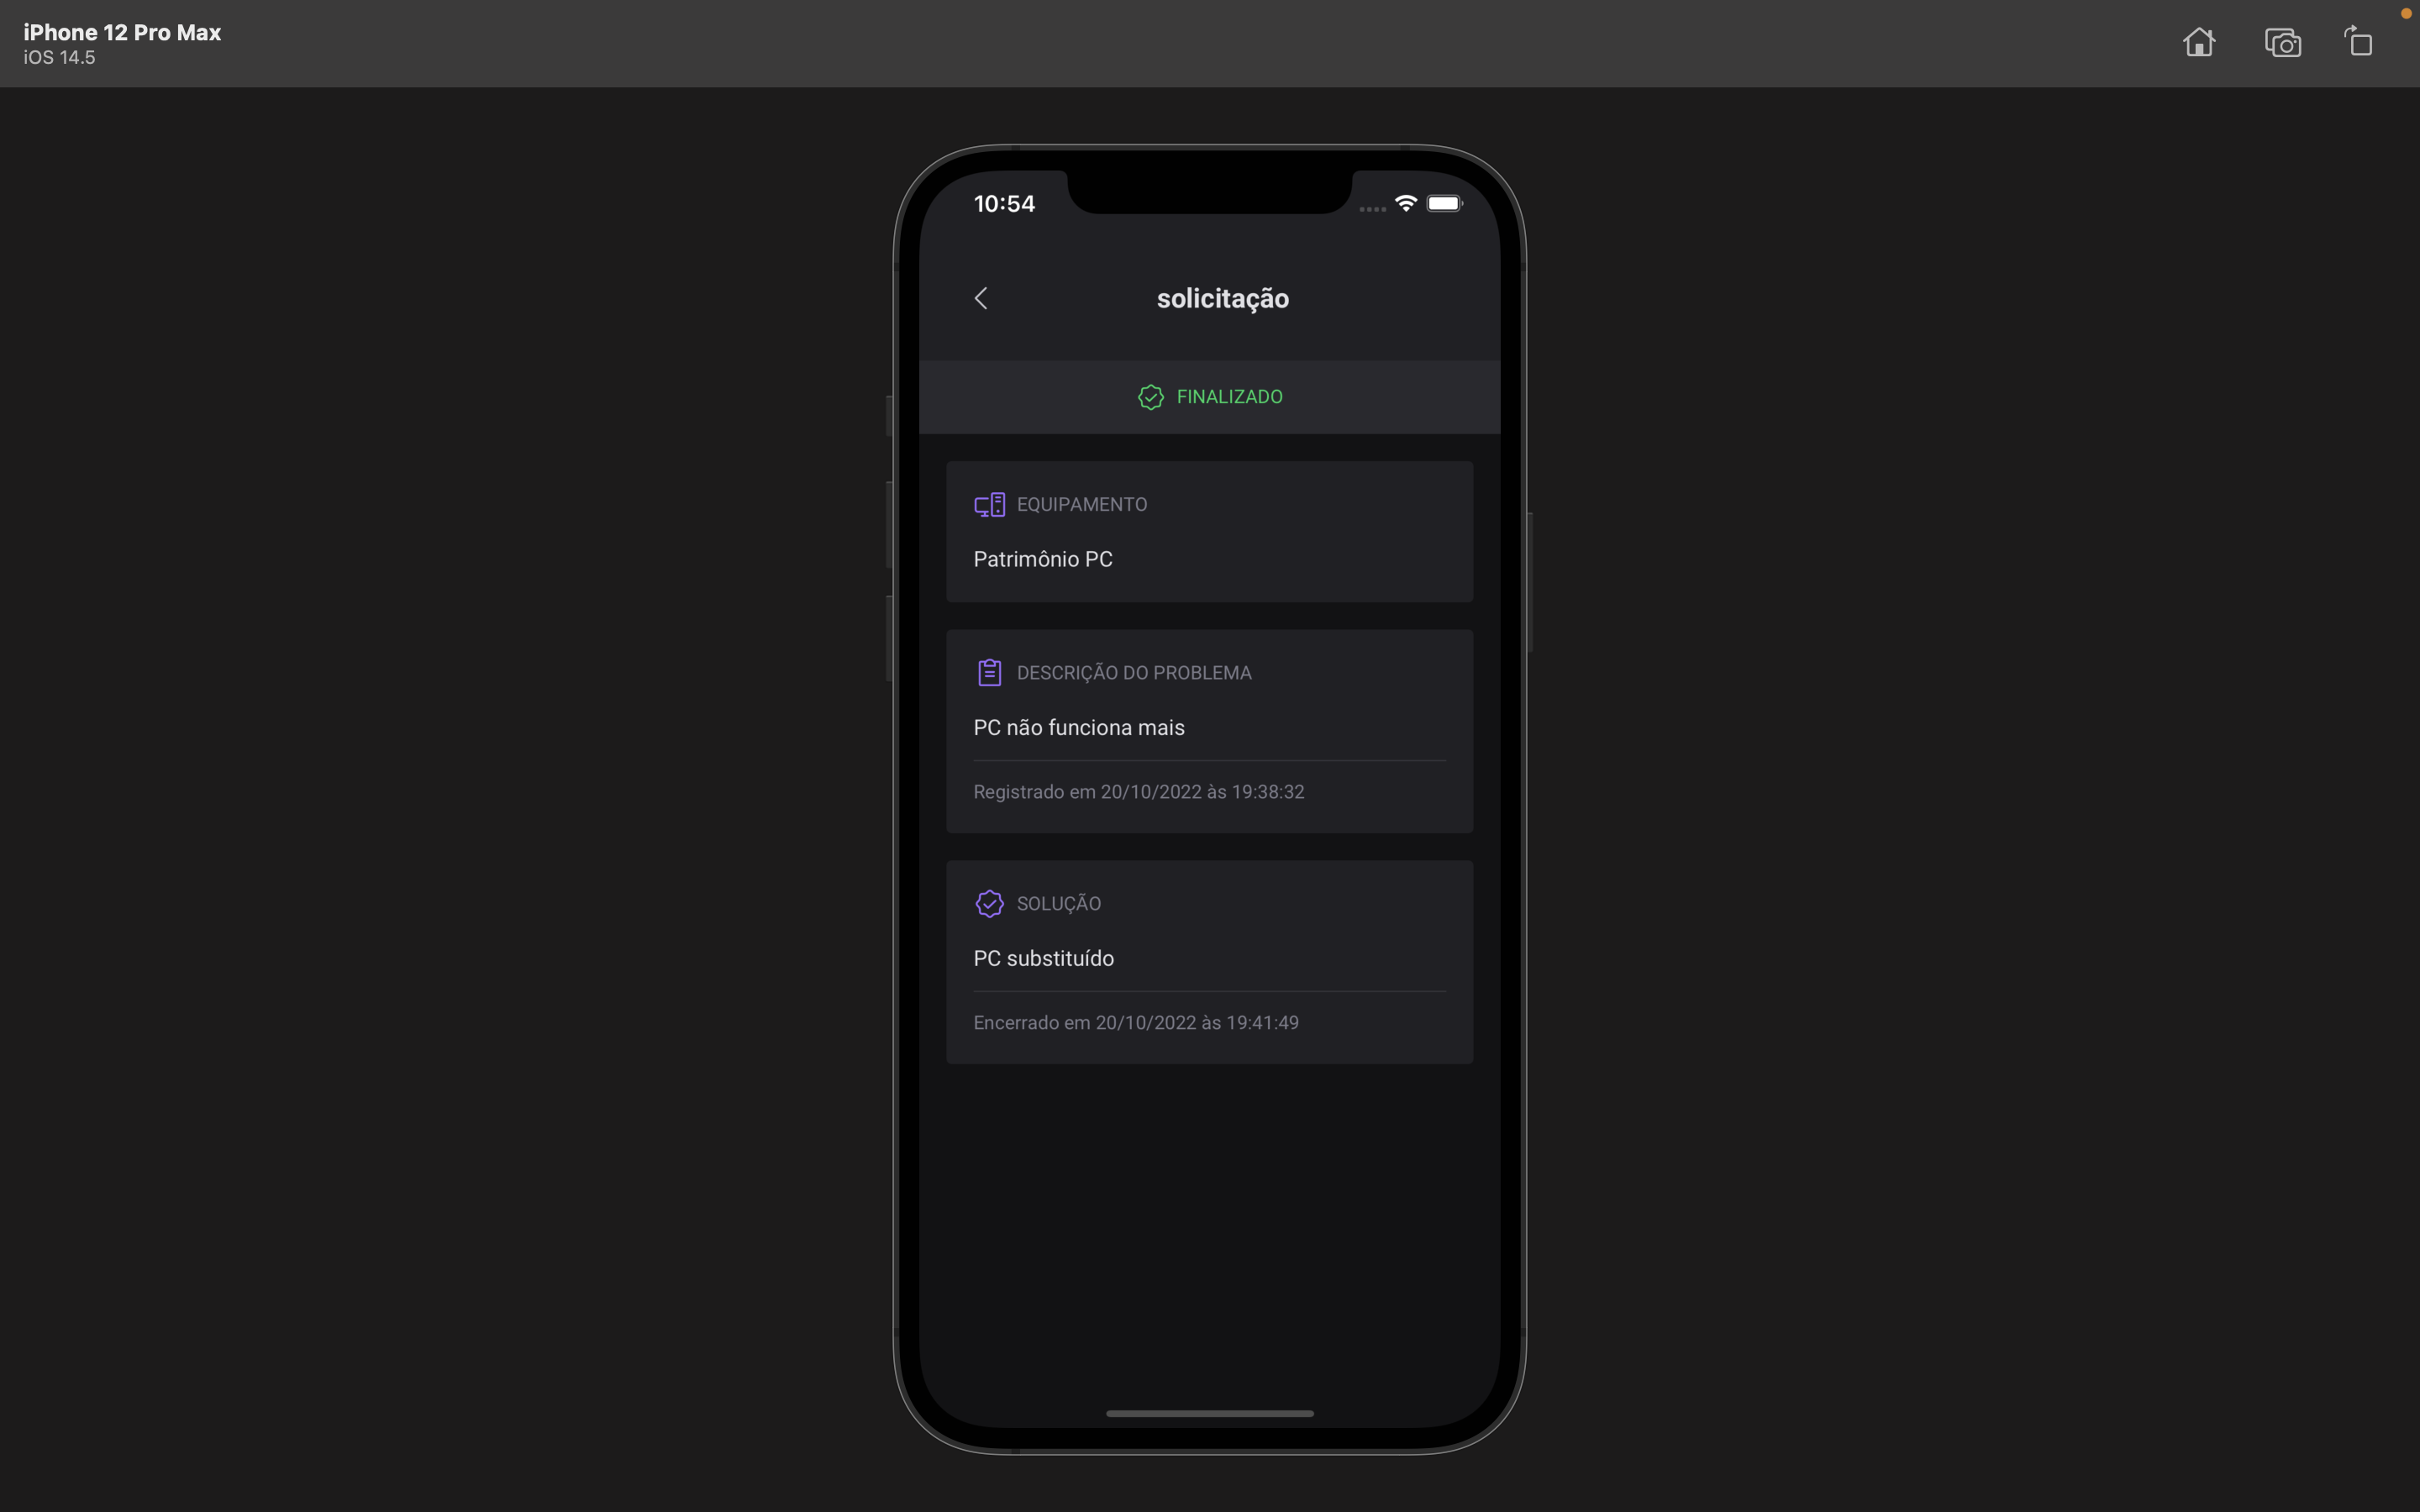 iPhone 12 Pro Max
iOS 14.5
10:54
solicitação
FINALIZADO
EQUIPAMENTO
Patrimônio PC
DESCRIÇÃO DO PROBLEMA
PC não funciona mais
Registrado em 20/10/2022 às 19:38:32
SOLUÇÃO
PC substituído
Encerrado em 20/10/2022 às 19:41:49